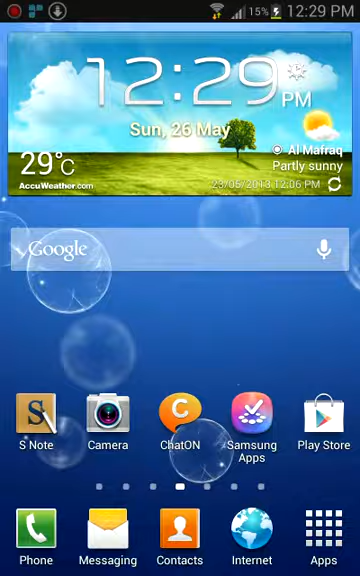 15% 12:29 PM
12:29 PM
Sun, 26 May
29°C
Al Mafraq
Partly sunny
AccuWeather.com
23/05/2013 12:06 PM
Google
S
C
S Note
Camera
ChatON
Samsung Apps
Play Store
Phone
Messaging
Contacts
Internet
Apps